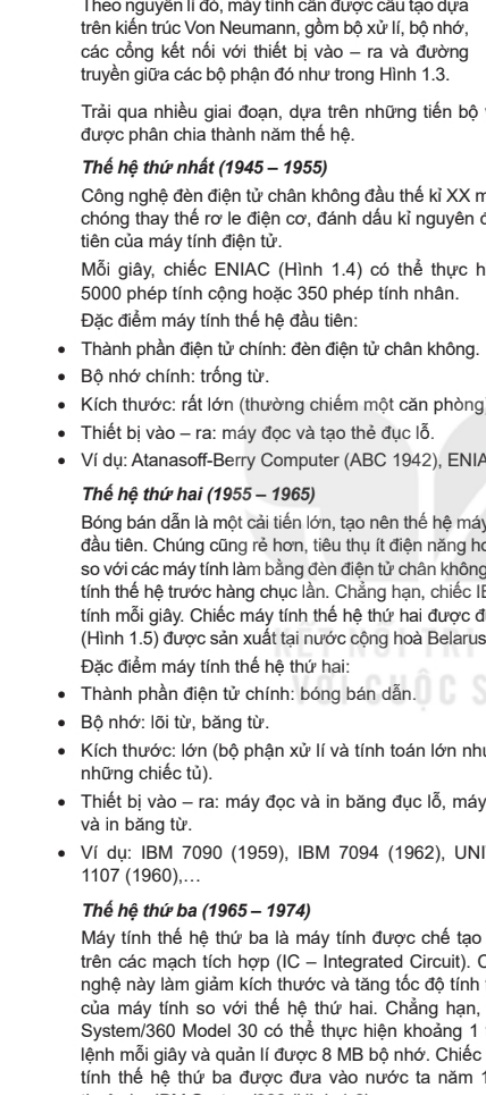 Theo nguyên lí đó, máy tính cần được cấu tạo dựa
trên kiến trúc Von Neumann, gồm bộ xử lí, bộ nhớ,
các cổng kết nối với thiết bị vào – ra và đường
truyền giữa các bộ phận đó như trong Hình 1.3.
Trải qua nhiều giai đoạn, dựa trên những tiến bộ
được phân chia thành năm thế hệ.
Thế hệ thứ nhất (1945 – 1955)
Công nghệ đèn điện tử chân không đầu thế kỉ XX
chóng thay thế rơ le điện cơ, đánh dấu kỉ nguyên
tiên của máy tính điện tử.
Mỗi giây, chiếc ENIAC (Hình 1.4) có thể thực
5000 phép tính cộng hoặc 350 phép tính nhân.
Đặc điểm máy tính thế hệ đầu tiên:
• Thành phần điện tử chính: đèn điện tử chân không.
• Bộ nhớ chính: trống từ.
• Kích thước: rất lớn (thường chiếm một căn phòng
• Thiết bị vào – ra: máy đọc và tạo thẻ đục lỗ.
• Ví dụ: Atanasoff-Berry Computer (ABC 1942), ENIA
Thế hệ thứ hai (1955 – 1965)
Bóng bán dẫn là một cải tiến lớn, tạo nên thế hệ máy
đầu tiên. Chúng cũng rẻ hơn, tiêu thụ ít điện năng
so với các máy tính làm bằng đèn điện tử chân không
tính thế hệ trước hàng chục lần. Chẳng hạn, chiếc
tính mỗi giây. Chiếc máy tính thế hệ thứ hai được
(Hình 1.5) được sản xuất tại nước cộng hoà Belarus
Đặc điểm máy tính thế hệ thứ hai:
• Thành phần điện tử chính: bóng bán dẫn.
• Bộ nhớ: lõi từ, băng từ.
• Kích thước: lớn (bộ phận xử lí và tính toán lớn như
những chiếc tủ).
• Thiết bị vào – ra: máy đọc và in băng đục lỗ, máy
và in băng từ.
• Ví dụ: IBM 7090 (1959), IBM 7094 (1962), UNI
1107 (1960),...
Thế hệ thứ ba (1965 – 1974)
Máy tính thế hệ thứ ba là máy tính được chế tạo
trên các mạch tích hợp (IC – Integrated Circuit).
nghệ này làm giảm kích thước và tăng tốc độ tính
của máy tính so với thế hệ thứ hai. Chẳng hạn,
System/360 Model 30 có thể thực hiện khoảng 1
lệnh mỗi giây và quản lí được 8 MB bộ nhớ. Chiếc
tính thế hệ thứ ba được đưa vào nước ta năm 1